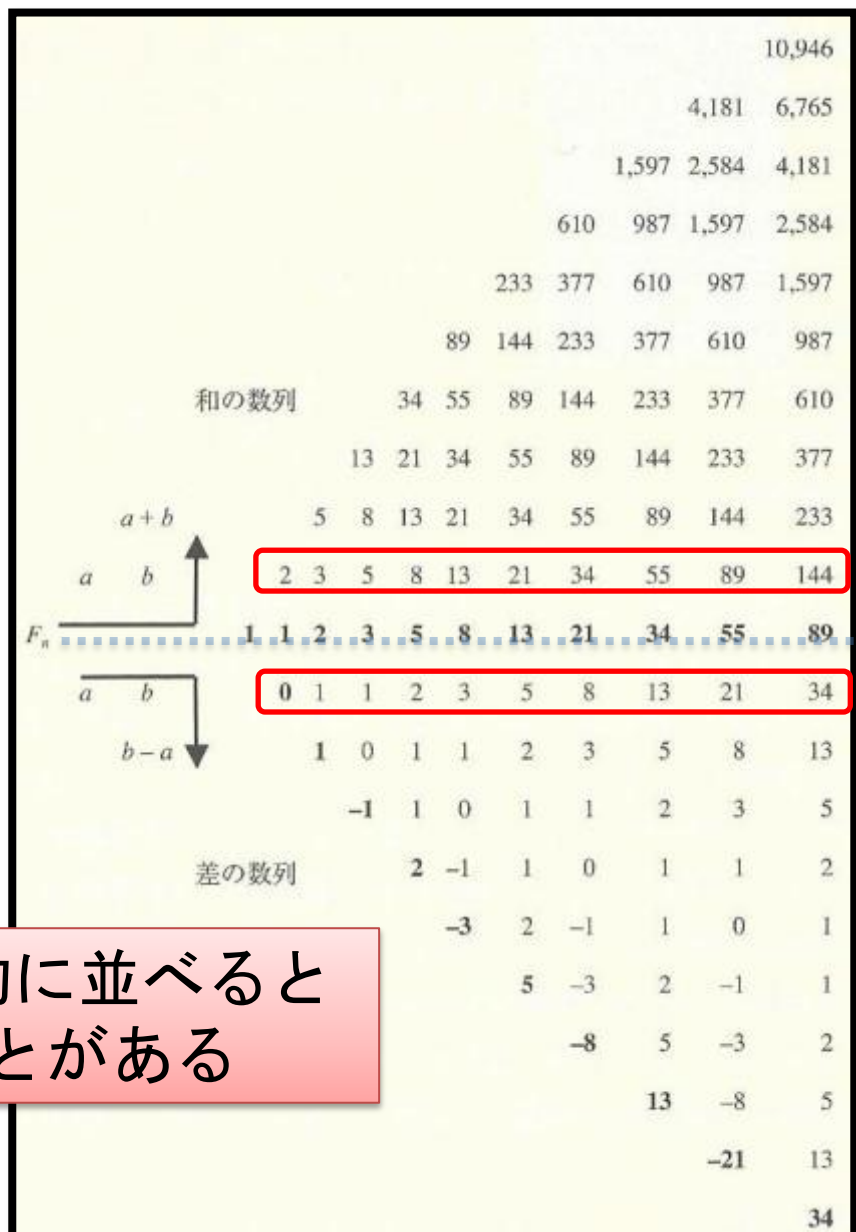 10,946
4,181 6,765
1,597 2,584 4,181
610 987 1,597 2,584
233 377 610 987 1,597
89 144 233 377 610 987
和の数列 34 55 89 144 233 377 610
13 21 34 55 89 144 233 377
a + b 5 8 13 21 34 55 89 144 233
a b 2 3 5 8 13 21 34 55 89 144
Fn 1 1 2 3 5 8 13 21 34 55 89
a b 0 1 1 2 3 5 8 13 21 34
b – a 1 0 1 1 2 3 5 8 13
–1 1 0 1 1 2 3 5
差の数列 2 –1 1 0 1 1 2
–3 2 –1 1 0 1
5 –3 2 –1 1
–8 5 –3 2
13 –8 5
–21 13
34
に並べると
とがある